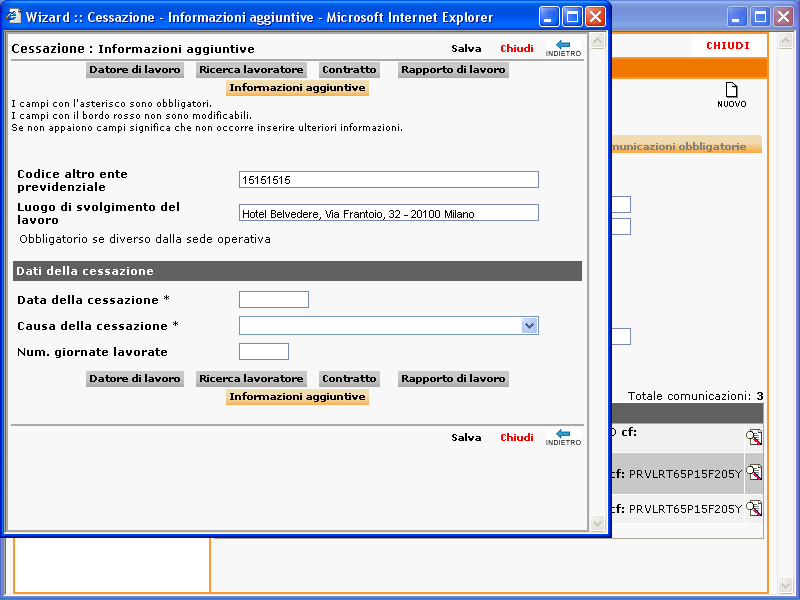 Wizard :: Cessazione - Informazioni aggiuntive - Microsoft Internet Explorer
Cessazione : Informazioni aggiuntive
Salva
Chiudi
INDIETRO
Datore di lavoro
Ricerca lavoratore
Contratto
Rapporto di lavoro
Informazioni aggiuntive
I campi con l'asterisco sono obbligatori.
I campi con il bordo rosso non sono modificabili.
Se non appaiono campi significa che non occorre inserire ulteriori informazioni.
Codice altro ente
previdenziale
15151515
Luogo di svolgimento del
lavoro
Hotel Belvedere, Via Frantoio, 32 - 20100 Milano
Obbligatorio se diverso dalla sede operativa
Dati della cessazione
Data della cessazione *
Causa della cessazione *
Num. giornate lavorate
Datore di lavoro
Ricerca lavoratore
Contratto
Rapporto di lavoro
Informazioni aggiuntive
Salva
Chiudi
INDIETRO
CHIUDI
NUOVO
municazioni obbligatorie
Totale comunicazioni: 3
cf:
cf: PRVLRT65P15F205Y
cf: PRVLRT65P15F205Y